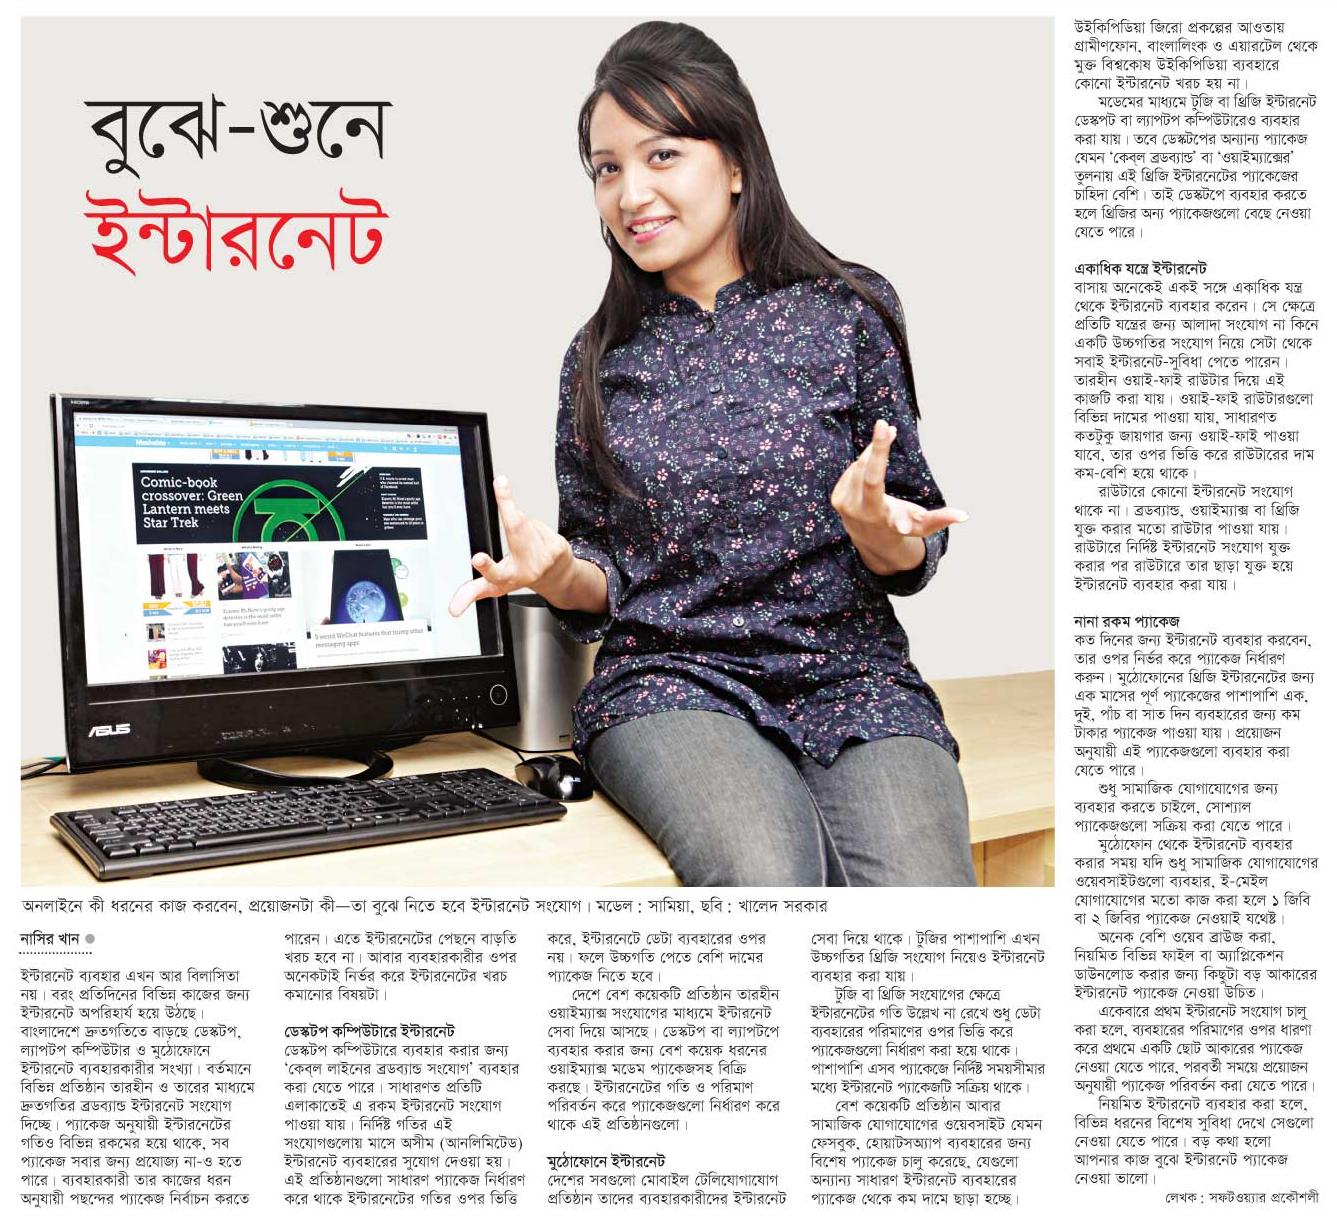 বুঝে-শুনে
ইন্টারনেট
Mashable
Comic-book
crossover: Green
Lantern meets
Star Trek
5 weird WeChat features that trump other
messaging apps
ASUS
অনলাইনে কী ধরনের কাজ করবেন, প্রয়োজনটা কী—তা বুঝে নিতে হবে ইন্টারনেট সংযোগ। মডেল : সামিয়া, ছবি : খালেদ সরকার
নাসির খান ●
ইন্টারনেট ব্যবহার এখন আর বিলাসিতা
নয়। বরং প্রতিদিনের বিভিন্ন কাজের জন্য
ইন্টারনেট অপরিহার্য হয়ে উঠছে।
বাংলাদেশে দ্রুতগতিতে বাড়ছে ডেস্কটপ,
ল্যাপটপ কম্পিউটার ও মুঠোফোনে
ইন্টারনেট ব্যবহারকারীর সংখ্যা। বর্তমানে
বিভিন্ন প্রতিষ্ঠান তারহীন ও তারের মাধ্যমে
দ্রুতগতির ব্রডব্যান্ড ইন্টারনেট সংযোগ
দিচ্ছে। প্যাকেজ অনুযায়ী ইন্টারনেটের
গতিও বিভিন্ন রকমের হয়ে থাকে, সব
প্যাকেজ সবার জন্য প্রযোজ্য না-ও হতে
পারে। ব্যবহারকারী তার কাজের ধরন
অনুযায়ী পছন্দের প্যাকেজ নির্বাচন করতে
পারেন। এতে ইন্টারনেটের পেছনে বাড়তি
খরচ হবে না। আবার ব্যবহারকারীর ওপর
অনেকটাই নির্ভর করে ইন্টারনেটের খরচ
কমানোর বিষয়টা।
ডেস্কটপ কম্পিউটারে ইন্টারনেট
ডেস্কটপ কম্পিউটারে ব্যবহার করার জন্য
‘কেব্‌ল লাইনের ব্রডব্যান্ড সংযোগ’ ব্যবহার
করা যেতে পারে। সাধারণত প্রতিটি
এলাকাতেই এ রকম ইন্টারনেট সংযোগ
পাওয়া যায়। নির্দিষ্ট গতির এই
সংযোগগুলোয় মাসে অসীম (আনলিমিটেড)
ইন্টারনেট ব্যবহারের সুযোগ দেওয়া হয়।
এই প্রতিষ্ঠানগুলো সাধারণ প্যাকেজ নির্ধারণ
করে থাকে ইন্টারনেটের গতির ওপর ভিত্তি
করে, ইন্টারনেটে ডেটা ব্যবহারের ওপর
নয়। ফলে উচ্চগতি পেতে বেশি দামের
প্যাকেজ নিতে হবে।
দেশে বেশ কয়েকটি প্রতিষ্ঠান তারহীন
ওয়াইম্যাক্স সংযোগের মাধ্যমে ইন্টারনেট
সেবা দিয়ে আসছে। ডেস্কটপ বা ল্যাপটপে
ব্যবহার করার জন্য বেশ কয়েক ধরনের
ওয়াইম্যাক্স মডেম প্যাকেজসহ বিক্রি
করছে। ইন্টারনেটের গতি ও পরিমাণ
পরিবর্তন করে প্যাকেজগুলো নির্ধারণ করে
থাকে এই প্রতিষ্ঠানগুলো।
মুঠোফোনে ইন্টারনেট
দেশের সবগুলো মোবাইল টেলিযোগাযোগ
প্রতিষ্ঠান তাদের ব্যবহারকারীদের ইন্টারনেট
সেবা দিয়ে থাকে। টুজির পাশাপাশি এখন
উচ্চগতির থ্রিজি সংযোগ নিয়েও ইন্টারনেট
ব্যবহার করা যায়।
টুজি বা থ্রিজি সংযোগের ক্ষেত্রে
ইন্টারনেটের গতি উল্লেখ না রেখে শুধু ডেটা
ব্যবহারের পরিমাণের ওপর ভিত্তি করে
প্যাকেজগুলো নির্ধারণ করা হয়ে থাকে।
পাশাপাশি এসব প্যাকেজে নির্দিষ্ট সময়সীমার
মধ্যে ইন্টারনেট প্যাকেজটি সক্রিয় থাকে।
বেশ কয়েকটি প্রতিষ্ঠান আবার
সামাজিক যোগাযোগের ওয়েবসাইট যেমন
ফেসবুক, হোয়াটসঅ্যাপ ব্যবহারের জন্য
বিশেষ প্যাকেজ চালু করেছে, যেগুলো
অন্যান্য সাধারণ ইন্টারনেট ব্যবহারের
প্যাকেজ থেকে কম দামে ছাড়া হচ্ছে।
উইকিপিডিয়া জিরো প্রকল্পের আওতায়
গ্রামীণফোন, বাংলালিংক ও এয়ারটেল থেকে
মুক্ত বিশ্বকোষ উইকিপিডিয়া ব্যবহারে
কোনো ইন্টারনেট খরচ হয় না।
মডেমের মাধ্যমে টুজি বা থ্রিজি ইন্টারনেট
ডেস্কপট বা ল্যাপটপ কম্পিউটারেও ব্যবহার
করা যায়। তবে ডেস্কটপের অন্যান্য প্যাকেজ
যেমন ‘কেব্‌ল ব্রডব্যান্ড’ বা ‘ওয়াইম্যাক্সের’
তুলনায় এই থ্রিজি ইন্টারনেটের প্যাকেজের
চাহিদা বেশি। তাই ডেস্কটপে ব্যবহার করতে
হলে থ্রিজির অন্য প্যাকেজগুলো বেছে নেওয়া
যেতে পারে।
একাধিক যন্ত্রে ইন্টারনেট
বাসায় অনেকেই একই সঙ্গে একাধিক যন্ত্র
থেকে ইন্টারনেট ব্যবহার করেন। সে ক্ষেত্রে
প্রতিটি যন্ত্রের জন্য আলাদা সংযোগ না কিনে
একটি উচ্চগতির সংযোগ নিয়ে সেটা থেকে
সবাই ইন্টারনেট-সুবিধা পেতে পারেন।
তারহীন ওয়াই-ফাই রাউটার দিয়ে এই
কাজটি করা যায়। ওয়াই-ফাই রাউটারগুলো
বিভিন্ন দামের পাওয়া যায়, সাধারণত
কতটুকু জায়গার জন্য ওয়াই-ফাই পাওয়া
যাবে, তার ওপর ভিত্তি করে রাউটারের দাম
কম-বেশি হয়ে থাকে।
রাউটারে কোনো ইন্টারনেট সংযোগ
থাকে না। ব্রডব্যান্ড, ওয়াইম্যাক্স বা থ্রিজি
যুক্ত করার মতো রাউটার পাওয়া যায়।
রাউটারে নির্দিষ্ট ইন্টারনেট সংযোগ যুক্ত
করার পর রাউটারে তার ছাড়া যুক্ত হয়ে
ইন্টারনেট ব্যবহার করা যায়।
নানা রকম প্যাকেজ
কত দিনের জন্য ইন্টারনেট ব্যবহার করবেন,
তার ওপর নির্ভর করে প্যাকেজ নির্ধারণ
করুন। মুঠোফোনের থ্রিজি ইন্টারনেটের জন্য
এক মাসের পূর্ণ প্যাকেজের পাশাপাশি এক,
দুই, পাঁচ বা সাত দিন ব্যবহারের জন্য কম
টাকার প্যাকেজ পাওয়া যায়। প্রয়োজন
অনুযায়ী এই প্যাকেজগুলো ব্যবহার করা
যেতে পারে।
শুধু সামাজিক যোগাযোগের জন্য
ব্যবহার করতে চাইলে, সোশ্যাল
প্যাকেজগুলো সক্রিয় করা যেতে পারে।
মুঠোফোন থেকে ইন্টারনেট ব্যবহার
করার সময় যদি শুধু সামাজিক যোগাযোগের
ওয়েবসাইটগুলো ব্যবহার, ই-মেইল
যোগাযোগের মতো কাজ করা হলে ১ জিবি
বা ২ জিবির প্যাকেজ নেওয়াই যথেষ্ট।
অনেক বেশি ওয়েব ব্রাউজ করা,
নিয়মিত বিভিন্ন ফাইল বা অ্যাপ্লিকেশন
ডাউনলোড করার জন্য কিছুটা বড় আকারের
ইন্টারনেট প্যাকেজ নেওয়া উচিত।
একেবারে প্রথম ইন্টারনেট সংযোগ চালু
করা হলে, ব্যবহারের পরিমাণের ওপর ধারণা
করে প্রথমে একটি ছোট আকারের প্যাকেজ
নেওয়া যেতে পারে, পরবর্তী সময়ে প্রয়োজন
অনুযায়ী প্যাকেজ পরিবর্তন করা যেতে পারে।
নিয়মিত ইন্টারনেট ব্যবহার করা হলে,
বিভিন্ন ধরনের বিশেষ সুবিধা দেখে সেগুলো
নেওয়া যেতে পারে। বড় কথা হলো
আপনার কাজ বুঝে ইন্টারনেট প্যাকেজ
নেওয়া ভালো।
লেখক : সফটওয়্যার প্রকৌশলী